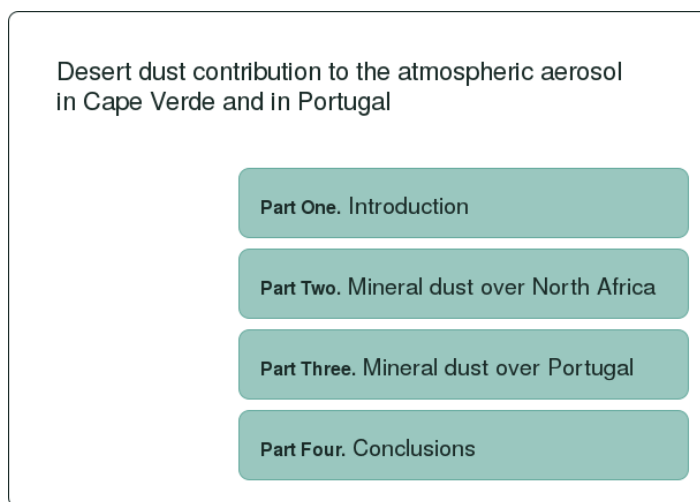 Desert dust contribution to the atmospheric aerosol
in Cape Verde and in Portugal
Part One. Introduction
Part Two. Mineral dust over North Africa
Part Three. Mineral dust over Portugal
Part Four. Conclusions